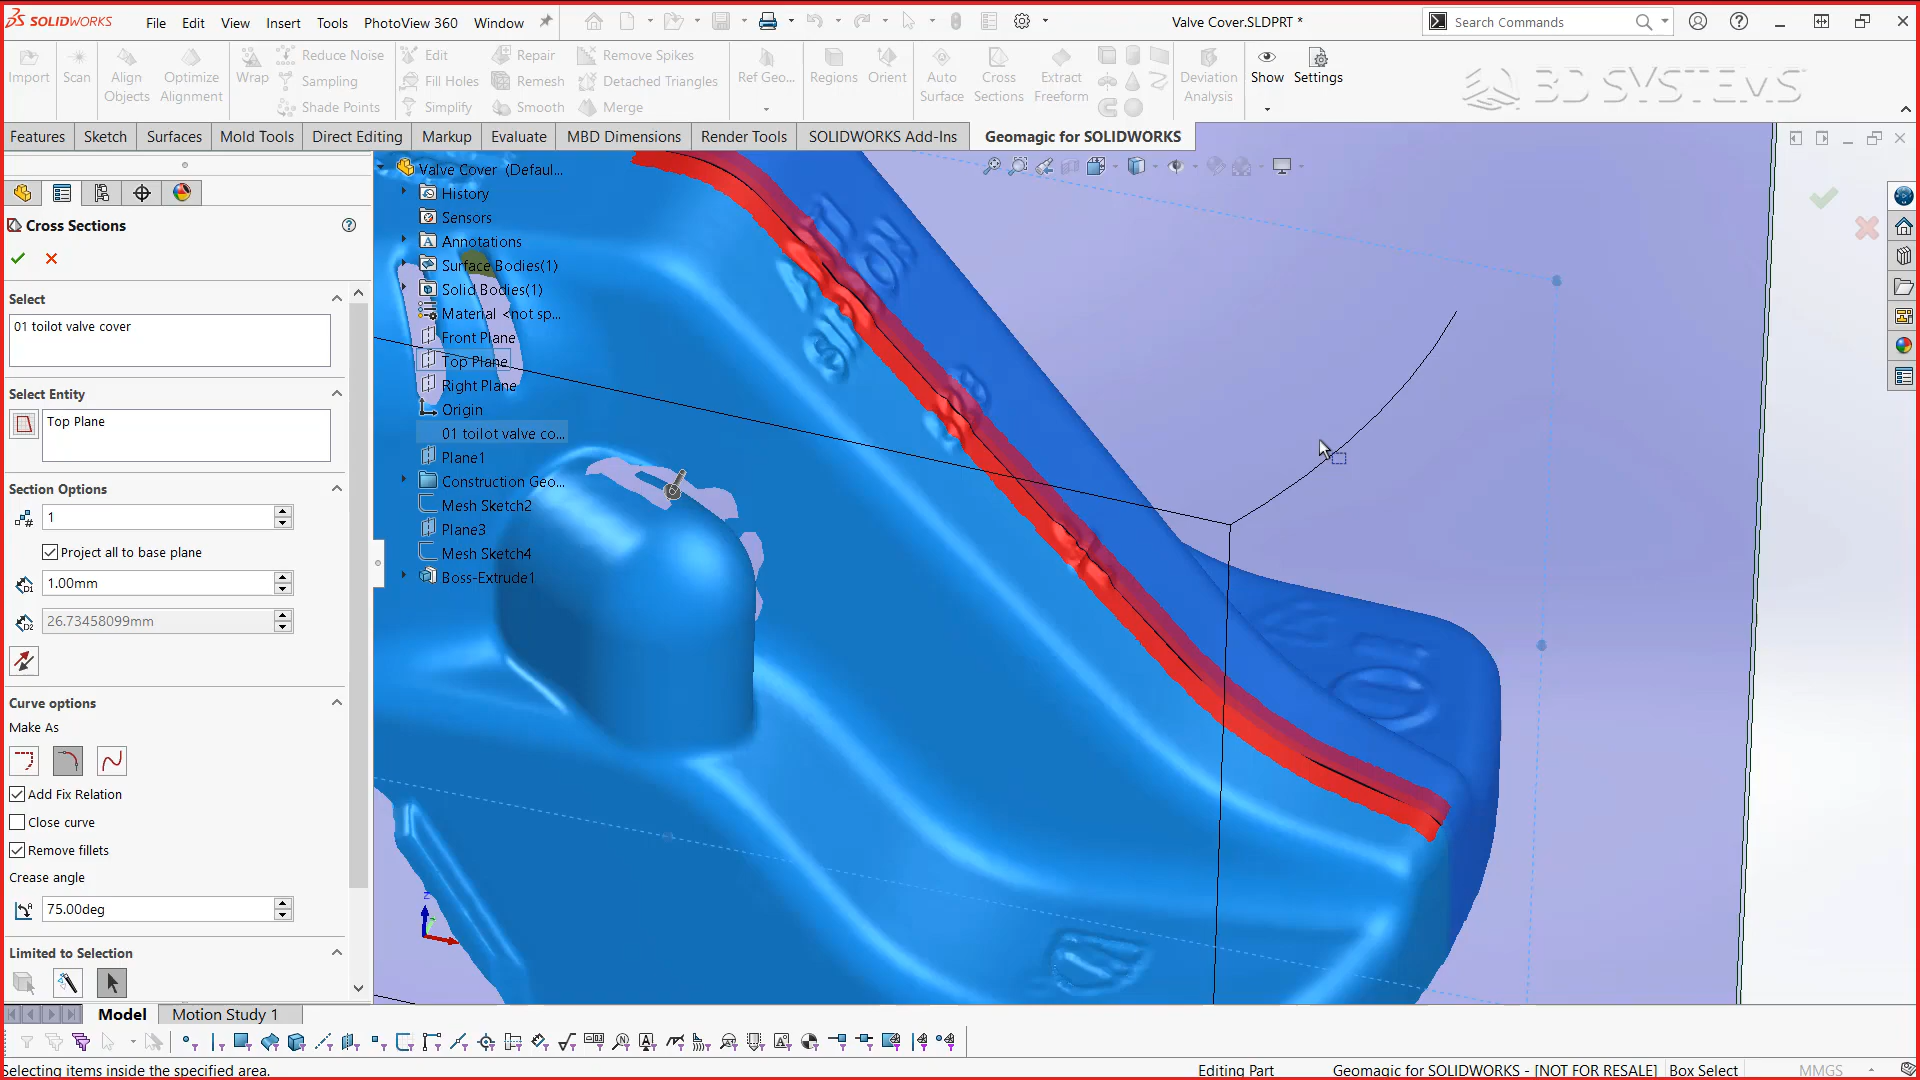 SOLIDWORKS File Edit View Insert Tools PhotoView 360 Window Valve Cover.SLDPRT * Search Commands
Import Scan Align Objects Optimize Alignment Wrap Reduce Noise Sampling Shade Points Edit Fill Holes Simplify Repair Remesh Smooth Remove Spikes Detached Triangles Merge Ref Geo... Regions Orient Auto Surface Cross Sections Extract Freeform Deviation Analysis Show Settings
3D SYSTEMS
Features Sketch Surfaces Mold Tools Direct Editing Markup Evaluate MBD Dimensions Render Tools SOLIDWORKS Add-Ins Geomagic for SOLIDWORKS
Cross Sections
Select
01 toilot valve cover
Select Entity
Top Plane
Section Options
1
Project all to base plane
1.00mm
26.73458099mm
Curve options
Make As
Add Fix Relation
Close curve
Remove fillets
Crease angle
75.00deg
Limited to Selection
Valve Cover (Defaul...
History
Sensors
Annotations
Surface Bodies(1)
Solid Bodies(1)
Material <not sp...
Front Plane
Top Plane
Right Plane
Origin
01 toilot valve co...
Plane1
Construction Geo...
Mesh Sketch2
Plane3
Mesh Sketch4
Boss-Extrude1
Model Motion Study 1
Selecting items inside the specified area. Editing Part Geomagic for SOLIDWORKS - [NOT FOR RESALE] Box Select MMGS